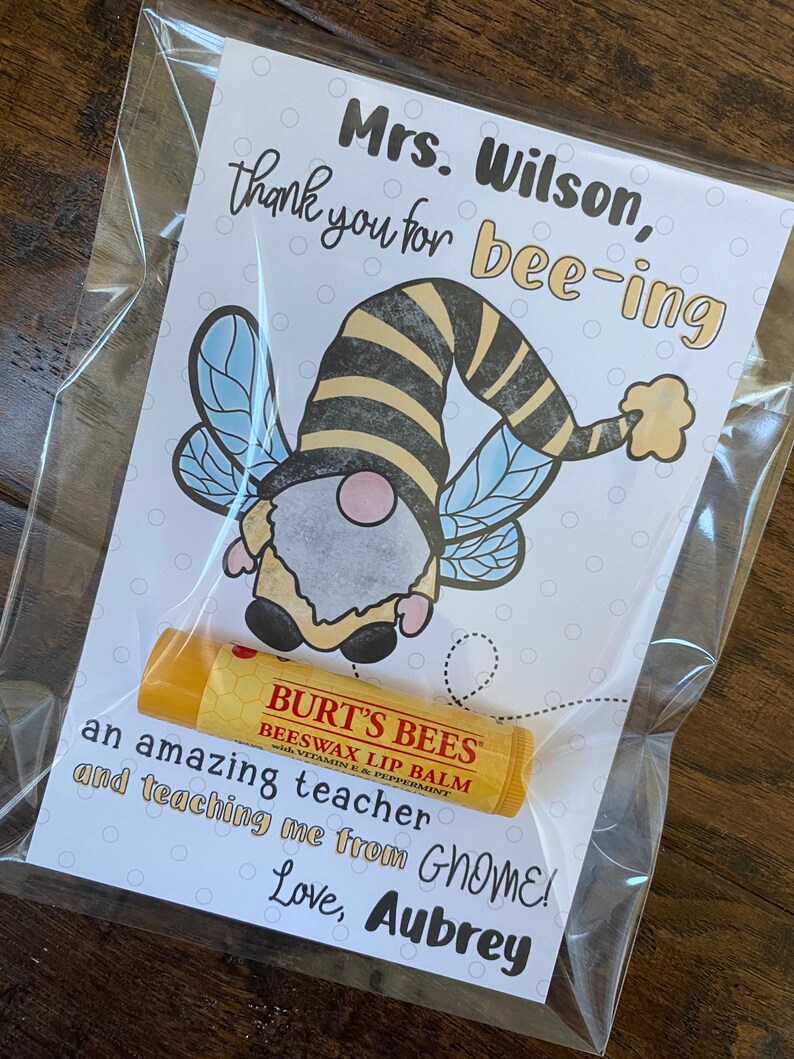 Mrs. Wilson,
thank you for bee-ing
BURT'S BEES®
BEESWAX LIP BALM
with VITAMIN E & PEPPERMINT
an amazing teacher
and teaching me from GNOME!
Love, Aubrey